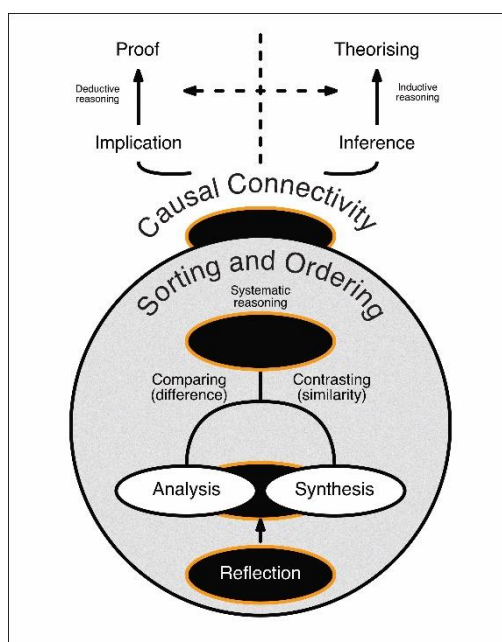 Proof
Theorising
Deductive
reasoning
Inductive
reasoning
Implication
Inference
Causal Connectivity
Sorting and Ordering
Systematic
reasoning
Comparing
(difference)
Contrasting
(similarity)
Analysis
Synthesis
Reflection